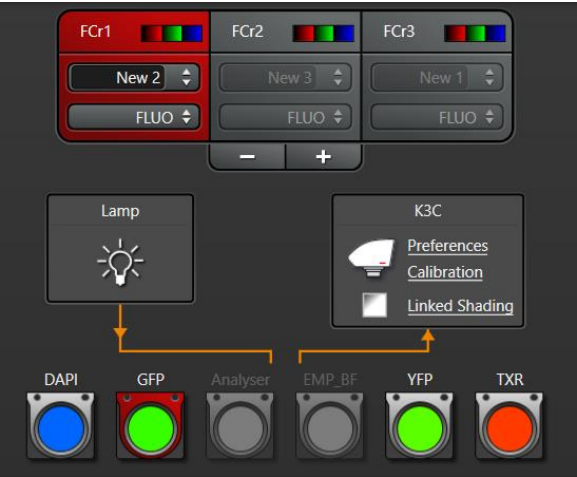 FCr1 FCr2 FCr3
New 2 New 3 New 1
FLUO FLUO FLUO
− +
Lamp
K3C
Preferences
Calibration
Linked Shading
DAPI GFP Analyser EMP_BF YFP TXR